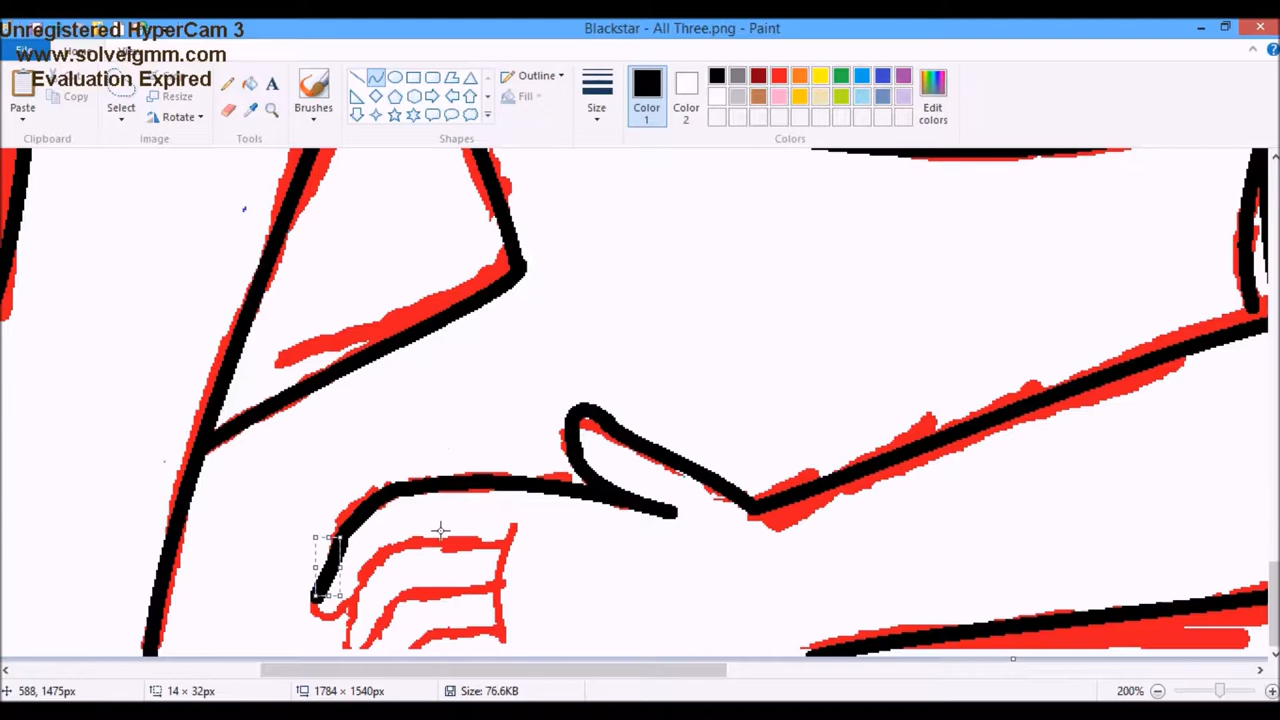 Unregistered HyperCam 3
www.solveigmm.com
Evaluation Expired
Blackstar - All Three.png - Paint
File
Paste
Copy
Select
Resize
Rotate
Brushes
Outline
Fill
Size
Color 1
Color 2
Edit colors
Clipboard
Image
Tools
Shapes
Colors
588, 1475px
14 × 32px
1784 × 1540px
Size: 76.6KB
200%